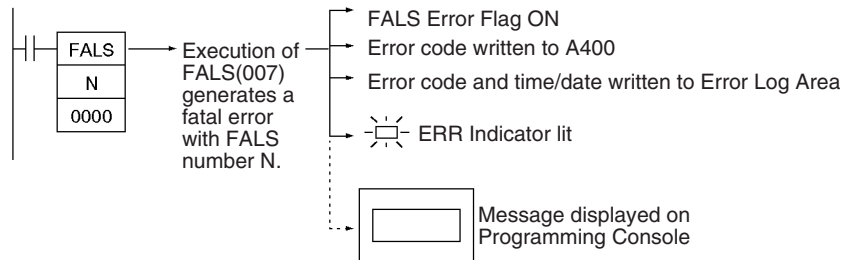 FALS
N
0000
Execution of
FALS(007)
generates a
fatal error
with FALS
number N.
FALS Error Flag ON
Error code written to A400
Error code and time/date written to Error Log Area
ERR Indicator lit
Message displayed on
Programming Console